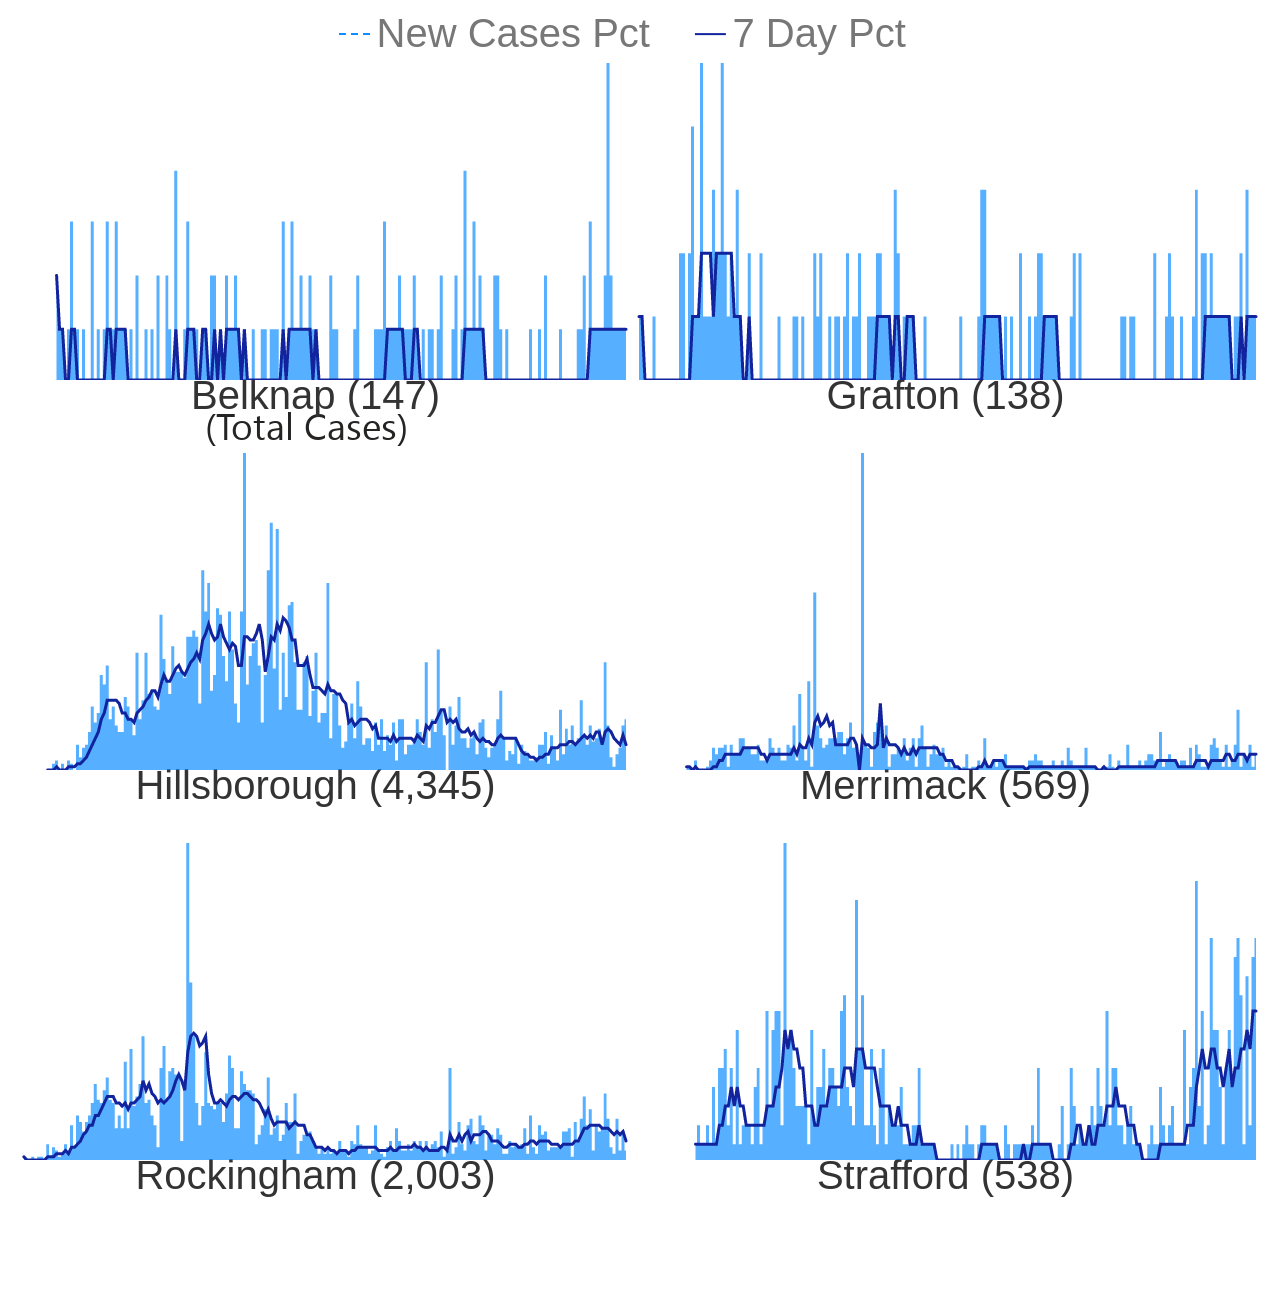 New Cases Pct 7 Day Pct
Belknap (147) Grafton (138)
(Total Cases)
Hillsborough (4,345) Merrimack (569)
Rockingham (2,003) Strafford (538)